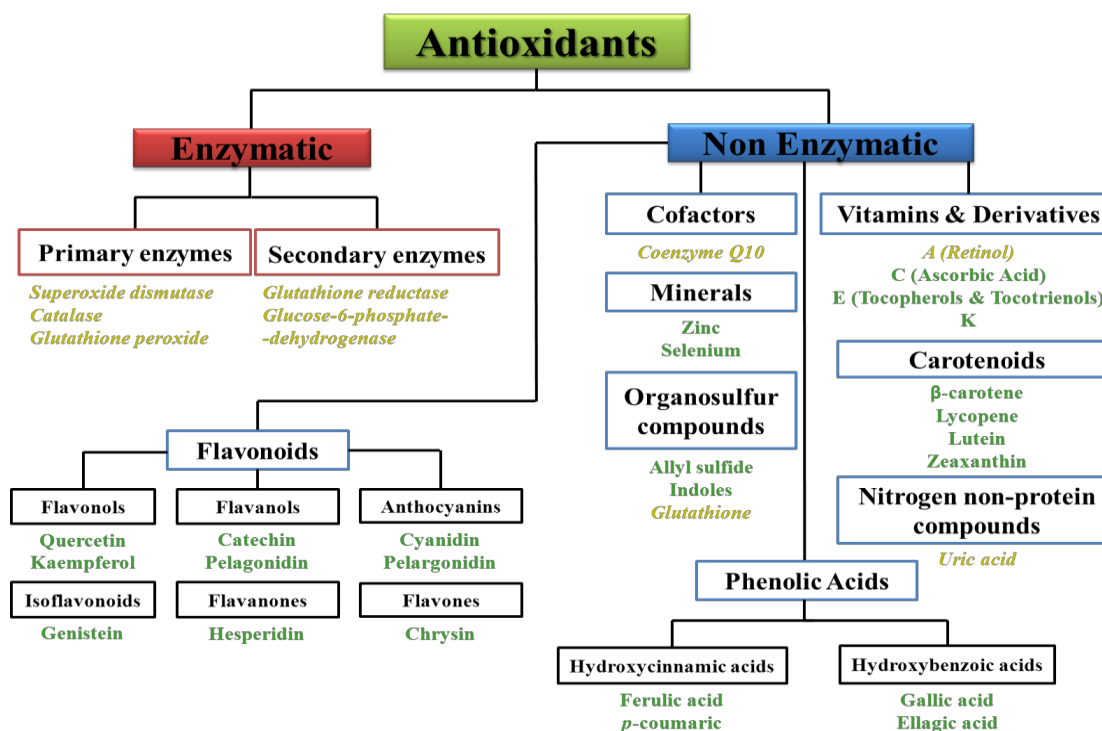 Antioxidants
Enzymatic
Non Enzymatic
Primary enzymes
Superoxide dismutase
Catalase
Glutathione peroxide
Secondary enzymes
Glutathione reductase
Glucose-6-phosphate-
-dehydrogenase
Cofactors
Coenzyme Q10
Minerals
Zinc
Selenium
Organosulfur
compounds
Allyl sulfide
Indoles
Glutathione
Vitamins & Derivatives
A (Retinol)
C (Ascorbic Acid)
E (Tocopherols & Tocotrienols)
K
Carotenoids
β-carotene
Lycopene
Lutein
Zeaxanthin
Nitrogen non-protein
compounds
Uric acid
Flavonoids
Flavonols
Quercetin
Kaempferol
Flavanols
Catechin
Pelagonidin
Anthocyanins
Cyanidin
Pelargonidin
Isoflavonoids
Genistein
Flavanones
Hesperidin
Flavones
Chrysin
Phenolic Acids
Hydroxycinnamic acids
Ferulic acid
p-coumaric
Hydroxybenzoic acids
Gallic acid
Ellagic acid